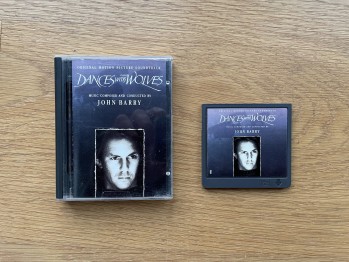 ORIGINAL MOTION PICTURE SOUNDTRACK
DANCES WITH WOLVES
MUSIC COMPOSED AND CONDUCTED BY
JOHN BARRY
DANCES WITH WOLVES
JOHN BARRY